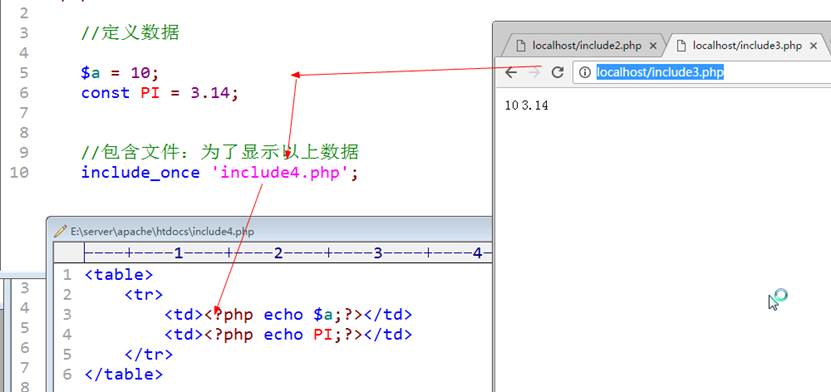 2
3 //定义数据
4
5 $a = 10;
6 const PI = 3.14;
7
8
9 //包含文件：为了显示以上数据
10 include_once 'include4.php';
localhost/include2.php
localhost/include3.php
localhost/include3.php
10 3.14
E:\server\apache\htdocs\include4.php
|----+----1----+----2----+----3----+----4--
1 <table>
2 <tr>
3 <td><?php echo $a;?></td>
4 <td><?php echo PI;?></td>
5 </tr>
6 </table>
3
4
5
6
7
8